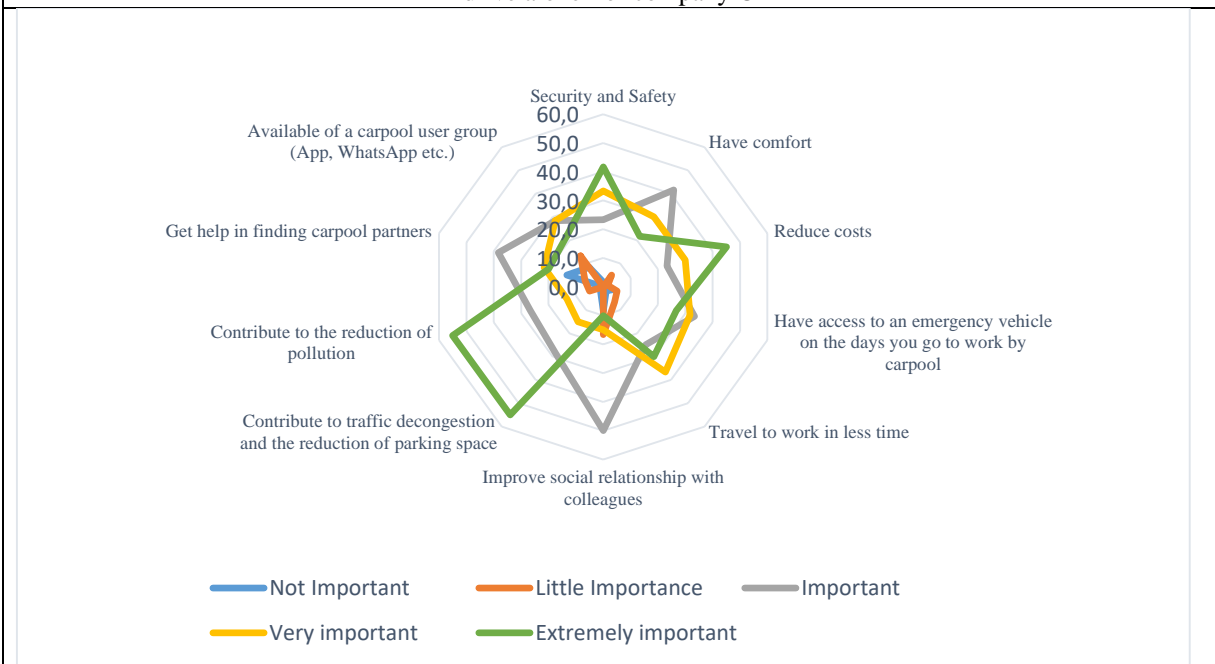 Security and Safety
60,0
50,0
40,0
30,0
20,0
10,0
0,0
Have comfort
Reduce costs
Have access to an emergency vehicle
on the days you go to work by
carpool
Travel to work in less time
Improve social relationship with
colleagues
Contribute to traffic decongestion
and the reduction of parking space
Contribute to the reduction of
pollution
Get help in finding carpool partners
Available of a carpool user group
(App, WhatsApp etc.)
Not Important
Little Importance
Important
Very important
Extremely important